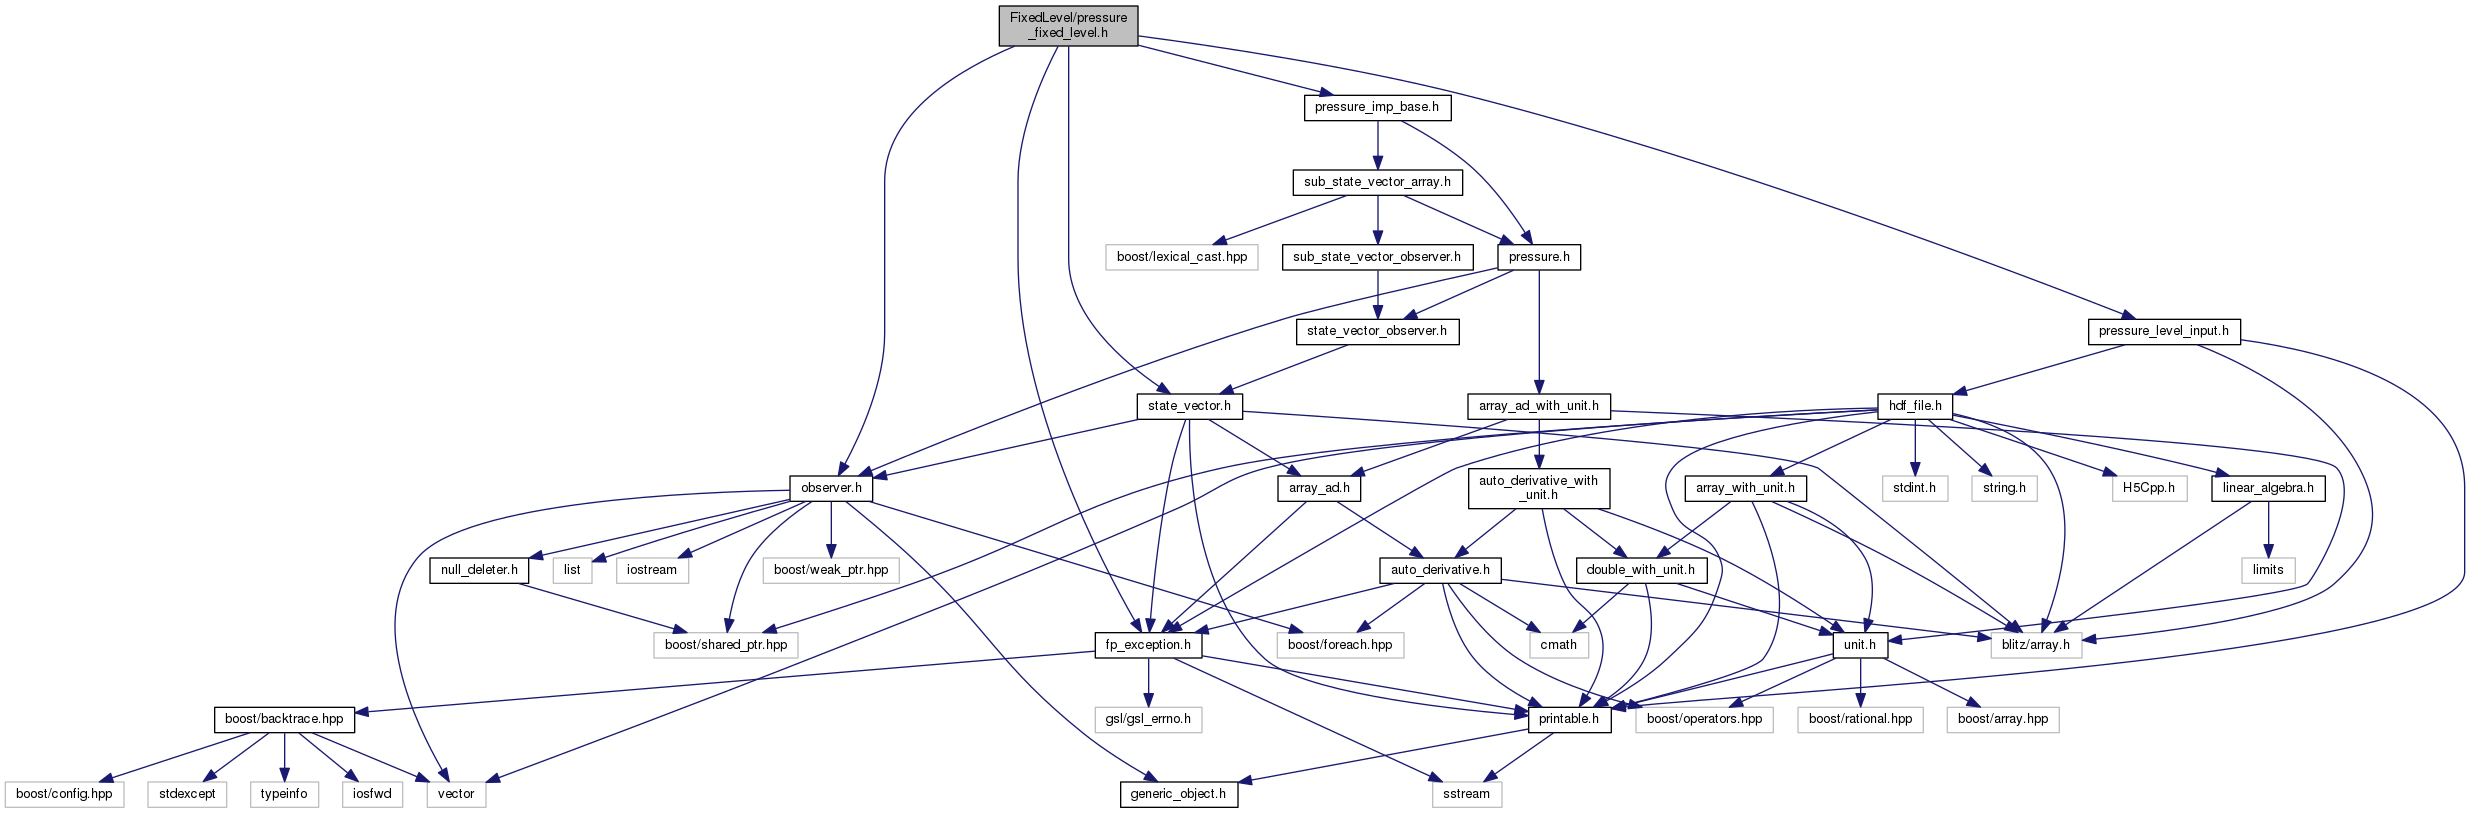 FixedLevel/pressure
_fixed_level.h
pressure_imp_base.h
sub_state_vector_array.h
boost/lexical_cast.hpp
sub_state_vector_observer.h
pressure.h
state_vector_observer.h
pressure_level_input.h
state_vector.h
array_ad_with_unit.h
hdf_file.h
observer.h
array_ad.h
auto_derivative_with
_unit.h
array_with_unit.h
stdint.h
string.h
H5Cpp.h
linear_algebra.h
null_deleter.h
list
iostream
boost/weak_ptr.hpp
auto_derivative.h
double_with_unit.h
limits
boost/shared_ptr.hpp
fp_exception.h
boost/foreach.hpp
cmath
unit.h
blitz/array.h
boost/backtrace.hpp
gsl/gsl_errno.h
printable.h
boost/operators.hpp
boost/rational.hpp
boost/array.hpp
boost/config.hpp
stdexcept
typeinfo
iosfwd
vector
generic_object.h
sstream